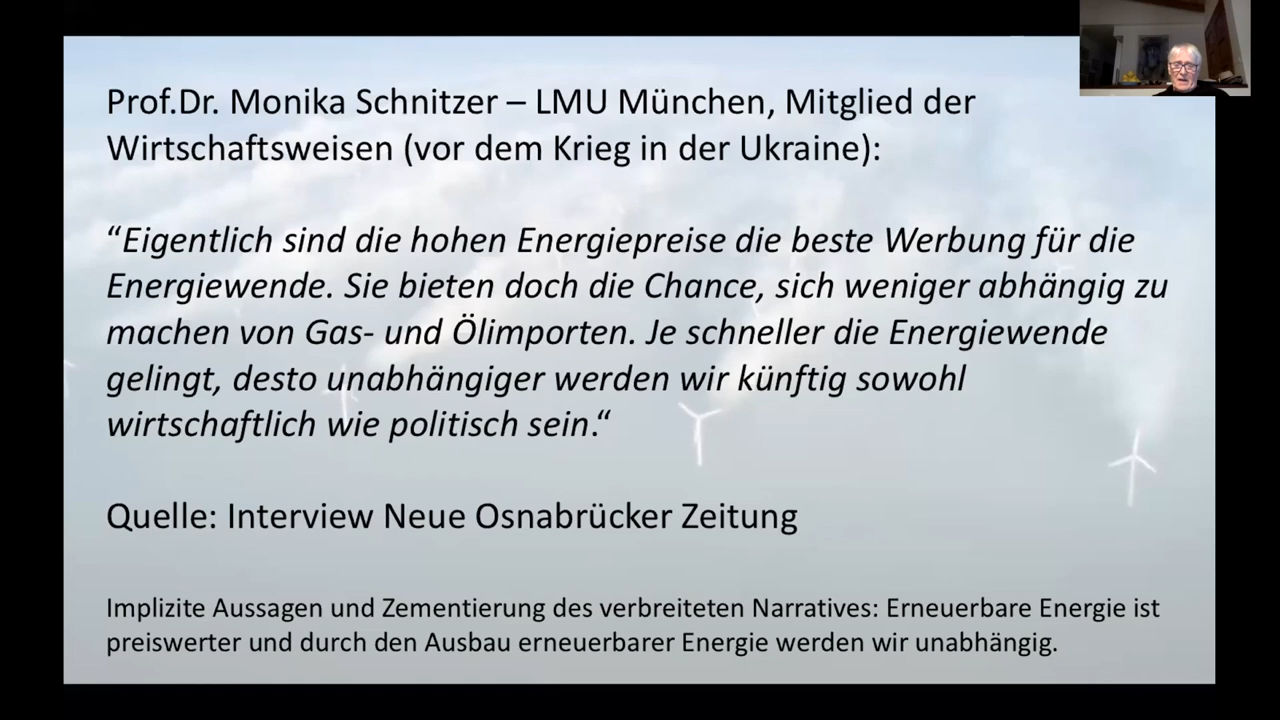 Prof.Dr. Monika Schnitzer – LMU München, Mitglied der
Wirtschaftsweisen (vor dem Krieg in der Ukraine):
“Eigentlich sind die hohen Energiepreise die beste Werbung für die
Energiewende. Sie bieten doch die Chance, sich weniger abhängig zu
machen von Gas- und Ölimporten. Je schneller die Energiewende
gelingt, desto unabhängiger werden wir künftig sowohl
wirtschaftlich wie politisch sein.“
Quelle: Interview Neue Osnabrücker Zeitung
Implizite Aussagen und Zementierung des verbreiteten Narratives: Erneuerbare Energie ist
preiswerter und durch den Ausbau erneuerbarer Energie werden wir unabhängig.